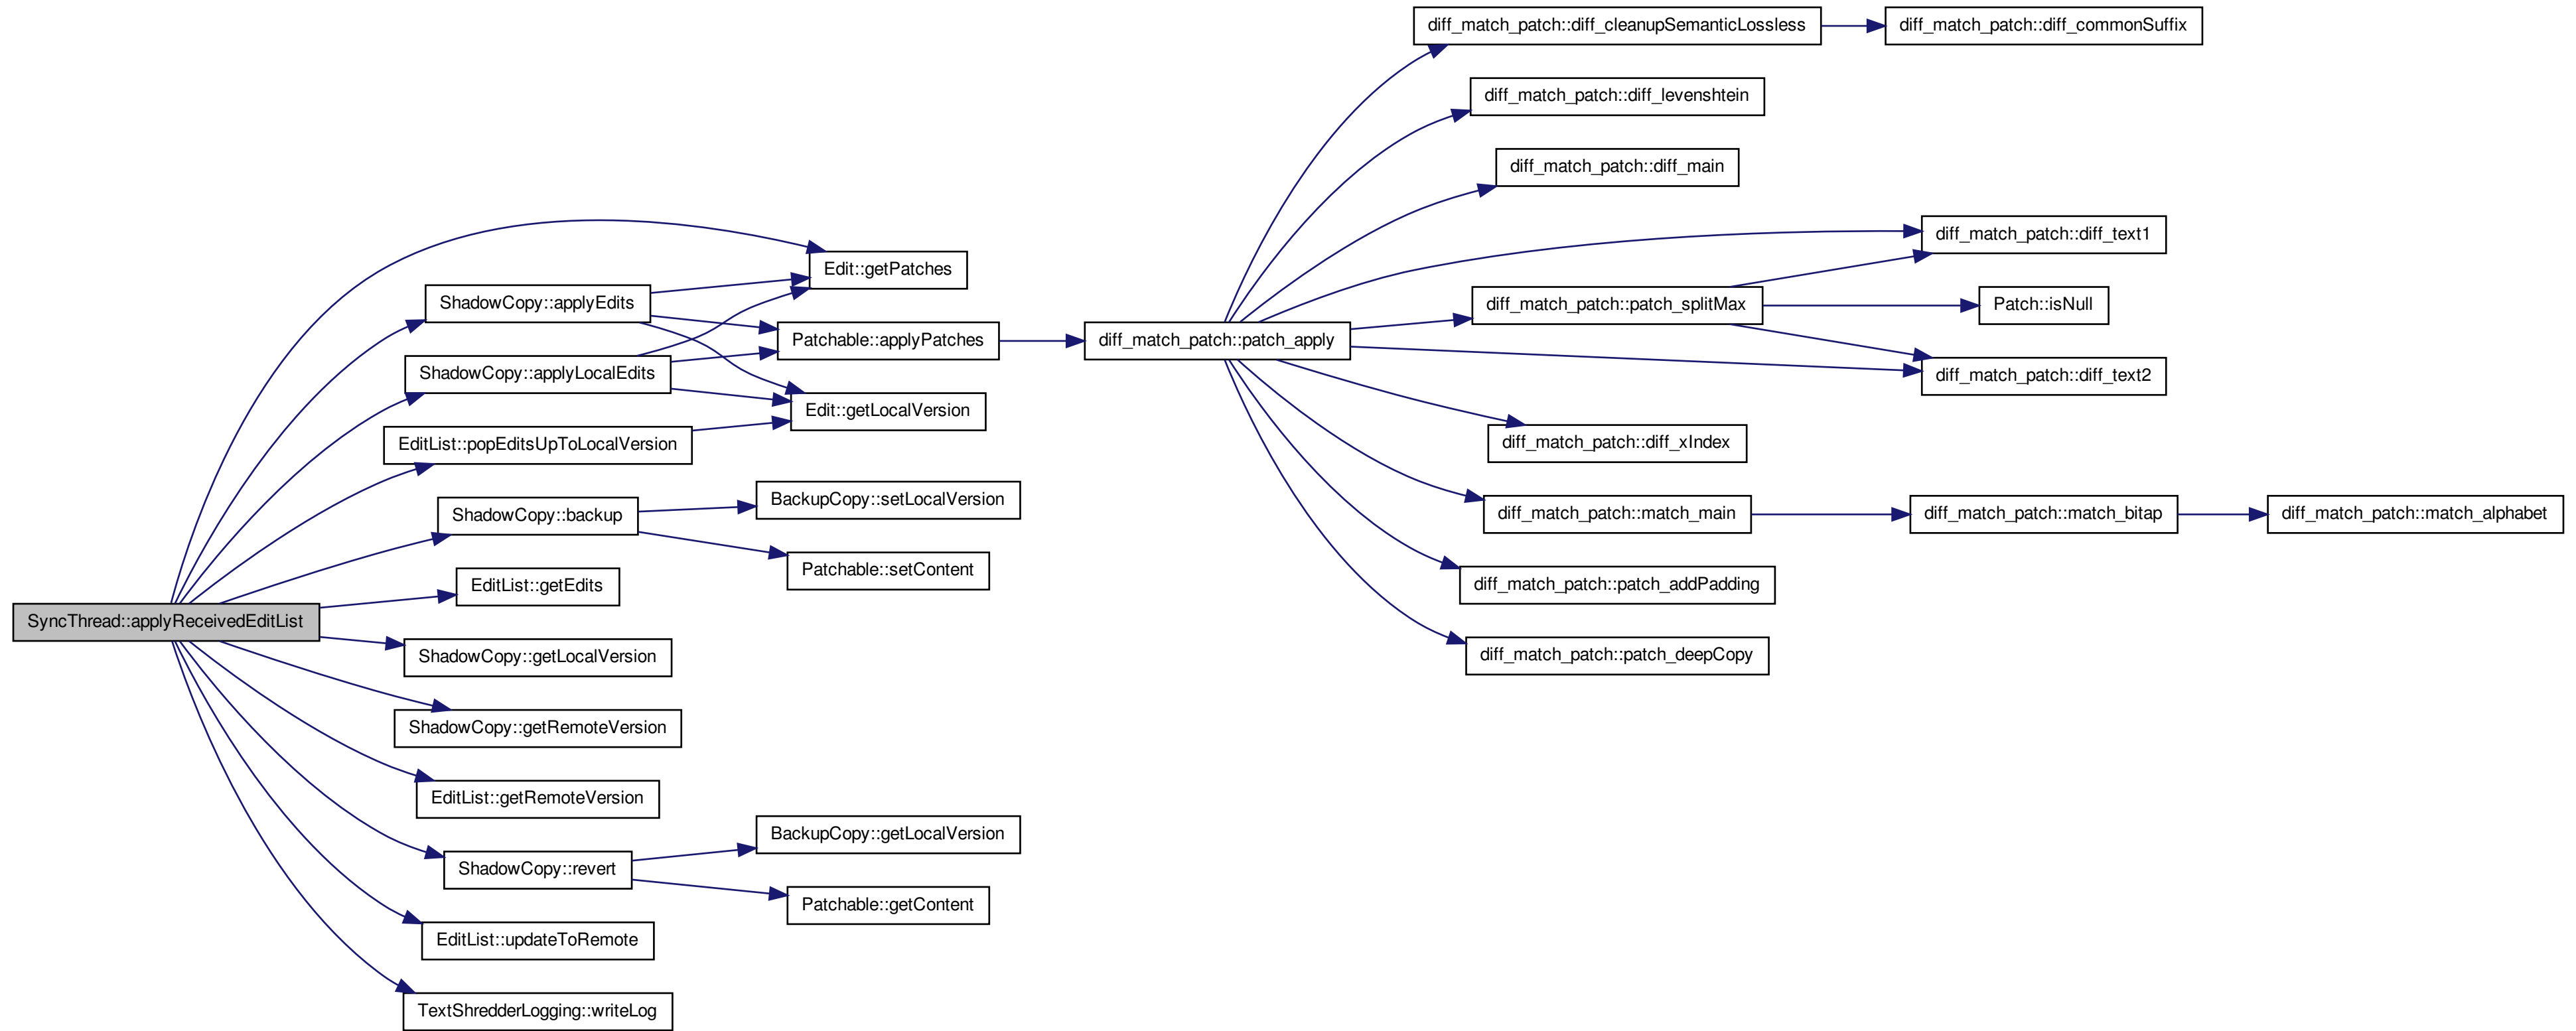 diff_match_patch::diff_cleanupSemanticLossless
diff_match_patch::diff_commonSuffix
diff_match_patch::diff_levenshtein
diff_match_patch::diff_main
diff_match_patch::diff_text1
Edit::getPatches
ShadowCopy::applyEdits
diff_match_patch::patch_splitMax
Patch::isNull
Patchable::applyPatches
diff_match_patch::patch_apply
ShadowCopy::applyLocalEdits
diff_match_patch::diff_text2
Edit::getLocalVersion
EditList::popEditsUpToLocalVersion
diff_match_patch::diff_xIndex
BackupCopy::setLocalVersion
ShadowCopy::backup
diff_match_patch::match_main
diff_match_patch::match_bitap
diff_match_patch::match_alphabet
Patchable::setContent
EditList::getEdits
diff_match_patch::patch_addPadding
SyncThread::applyReceivedEditList
ShadowCopy::getLocalVersion
diff_match_patch::patch_deepCopy
ShadowCopy::getRemoteVersion
EditList::getRemoteVersion
BackupCopy::getLocalVersion
ShadowCopy::revert
Patchable::getContent
EditList::updateToRemote
TextShredderLogging::writeLog